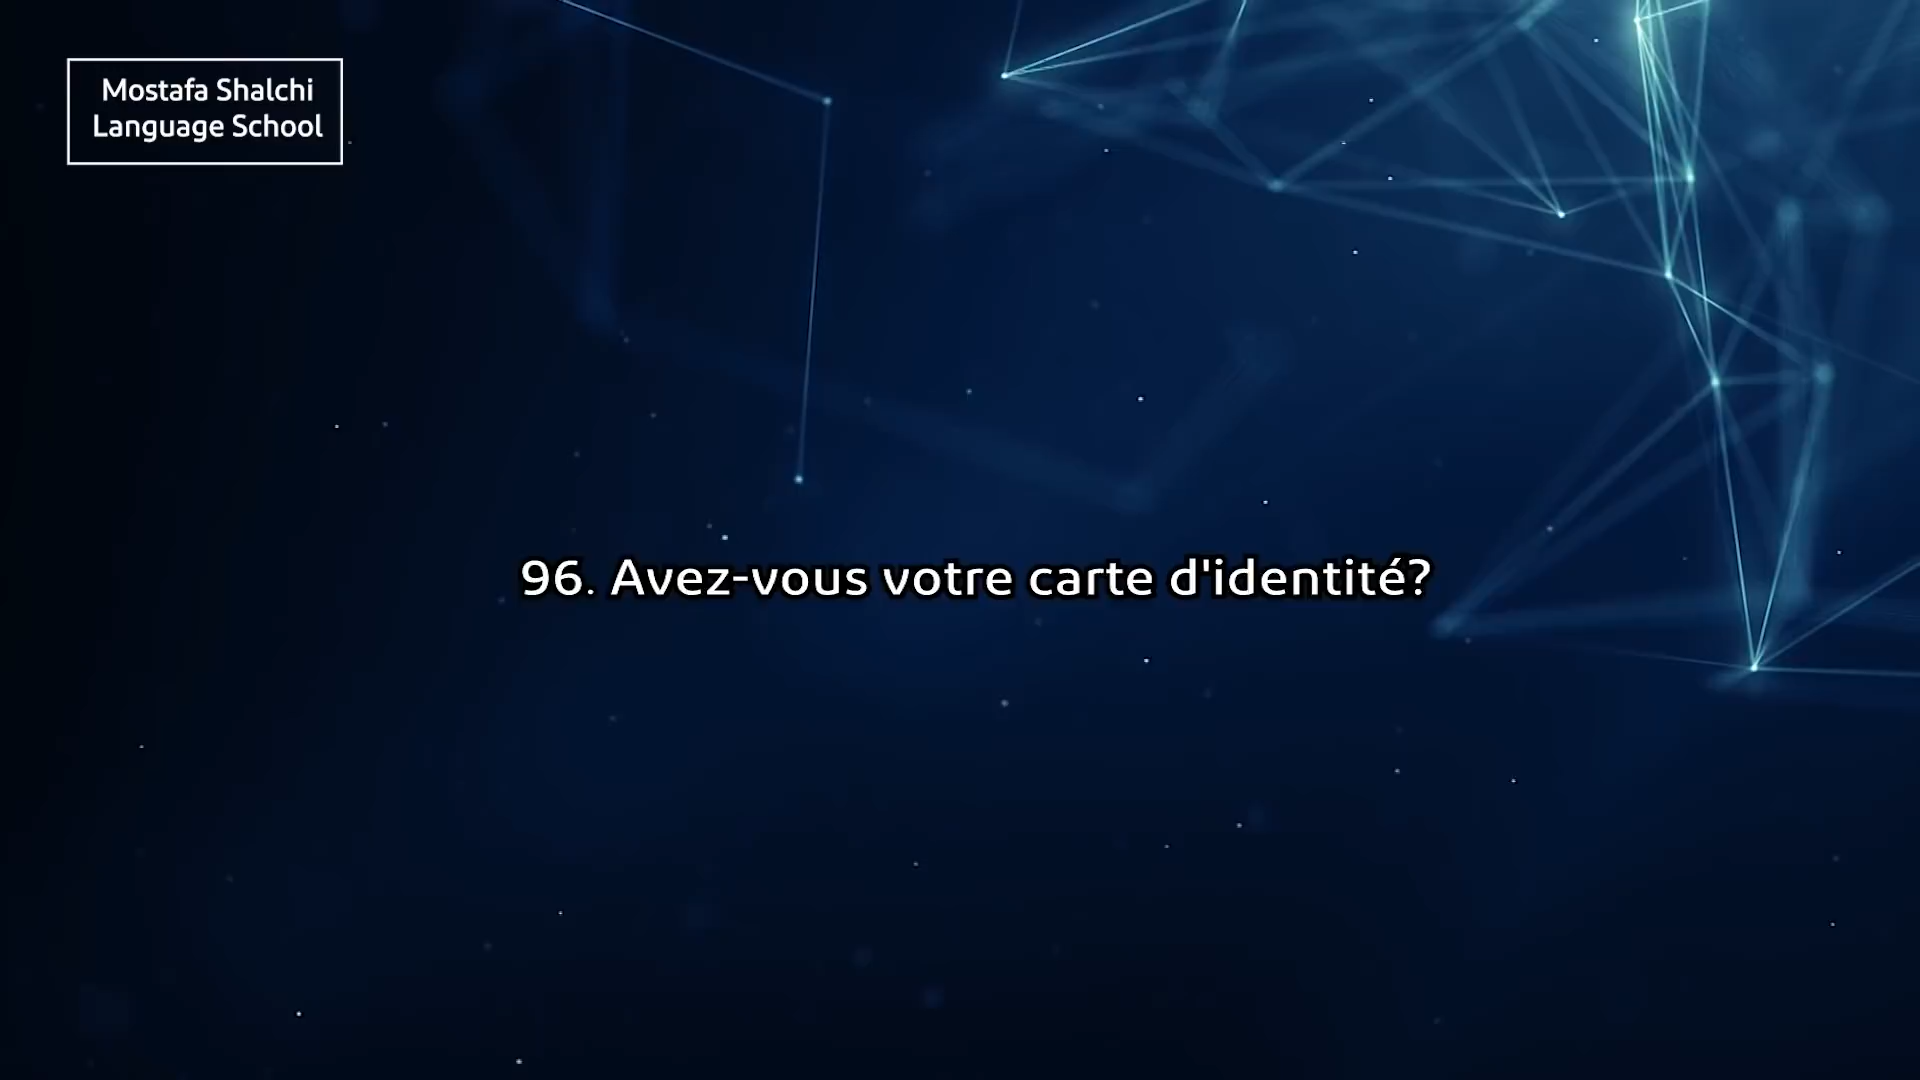 Mostafa Shalchi
Language School
96. Avez-vous votre carte d'identité?